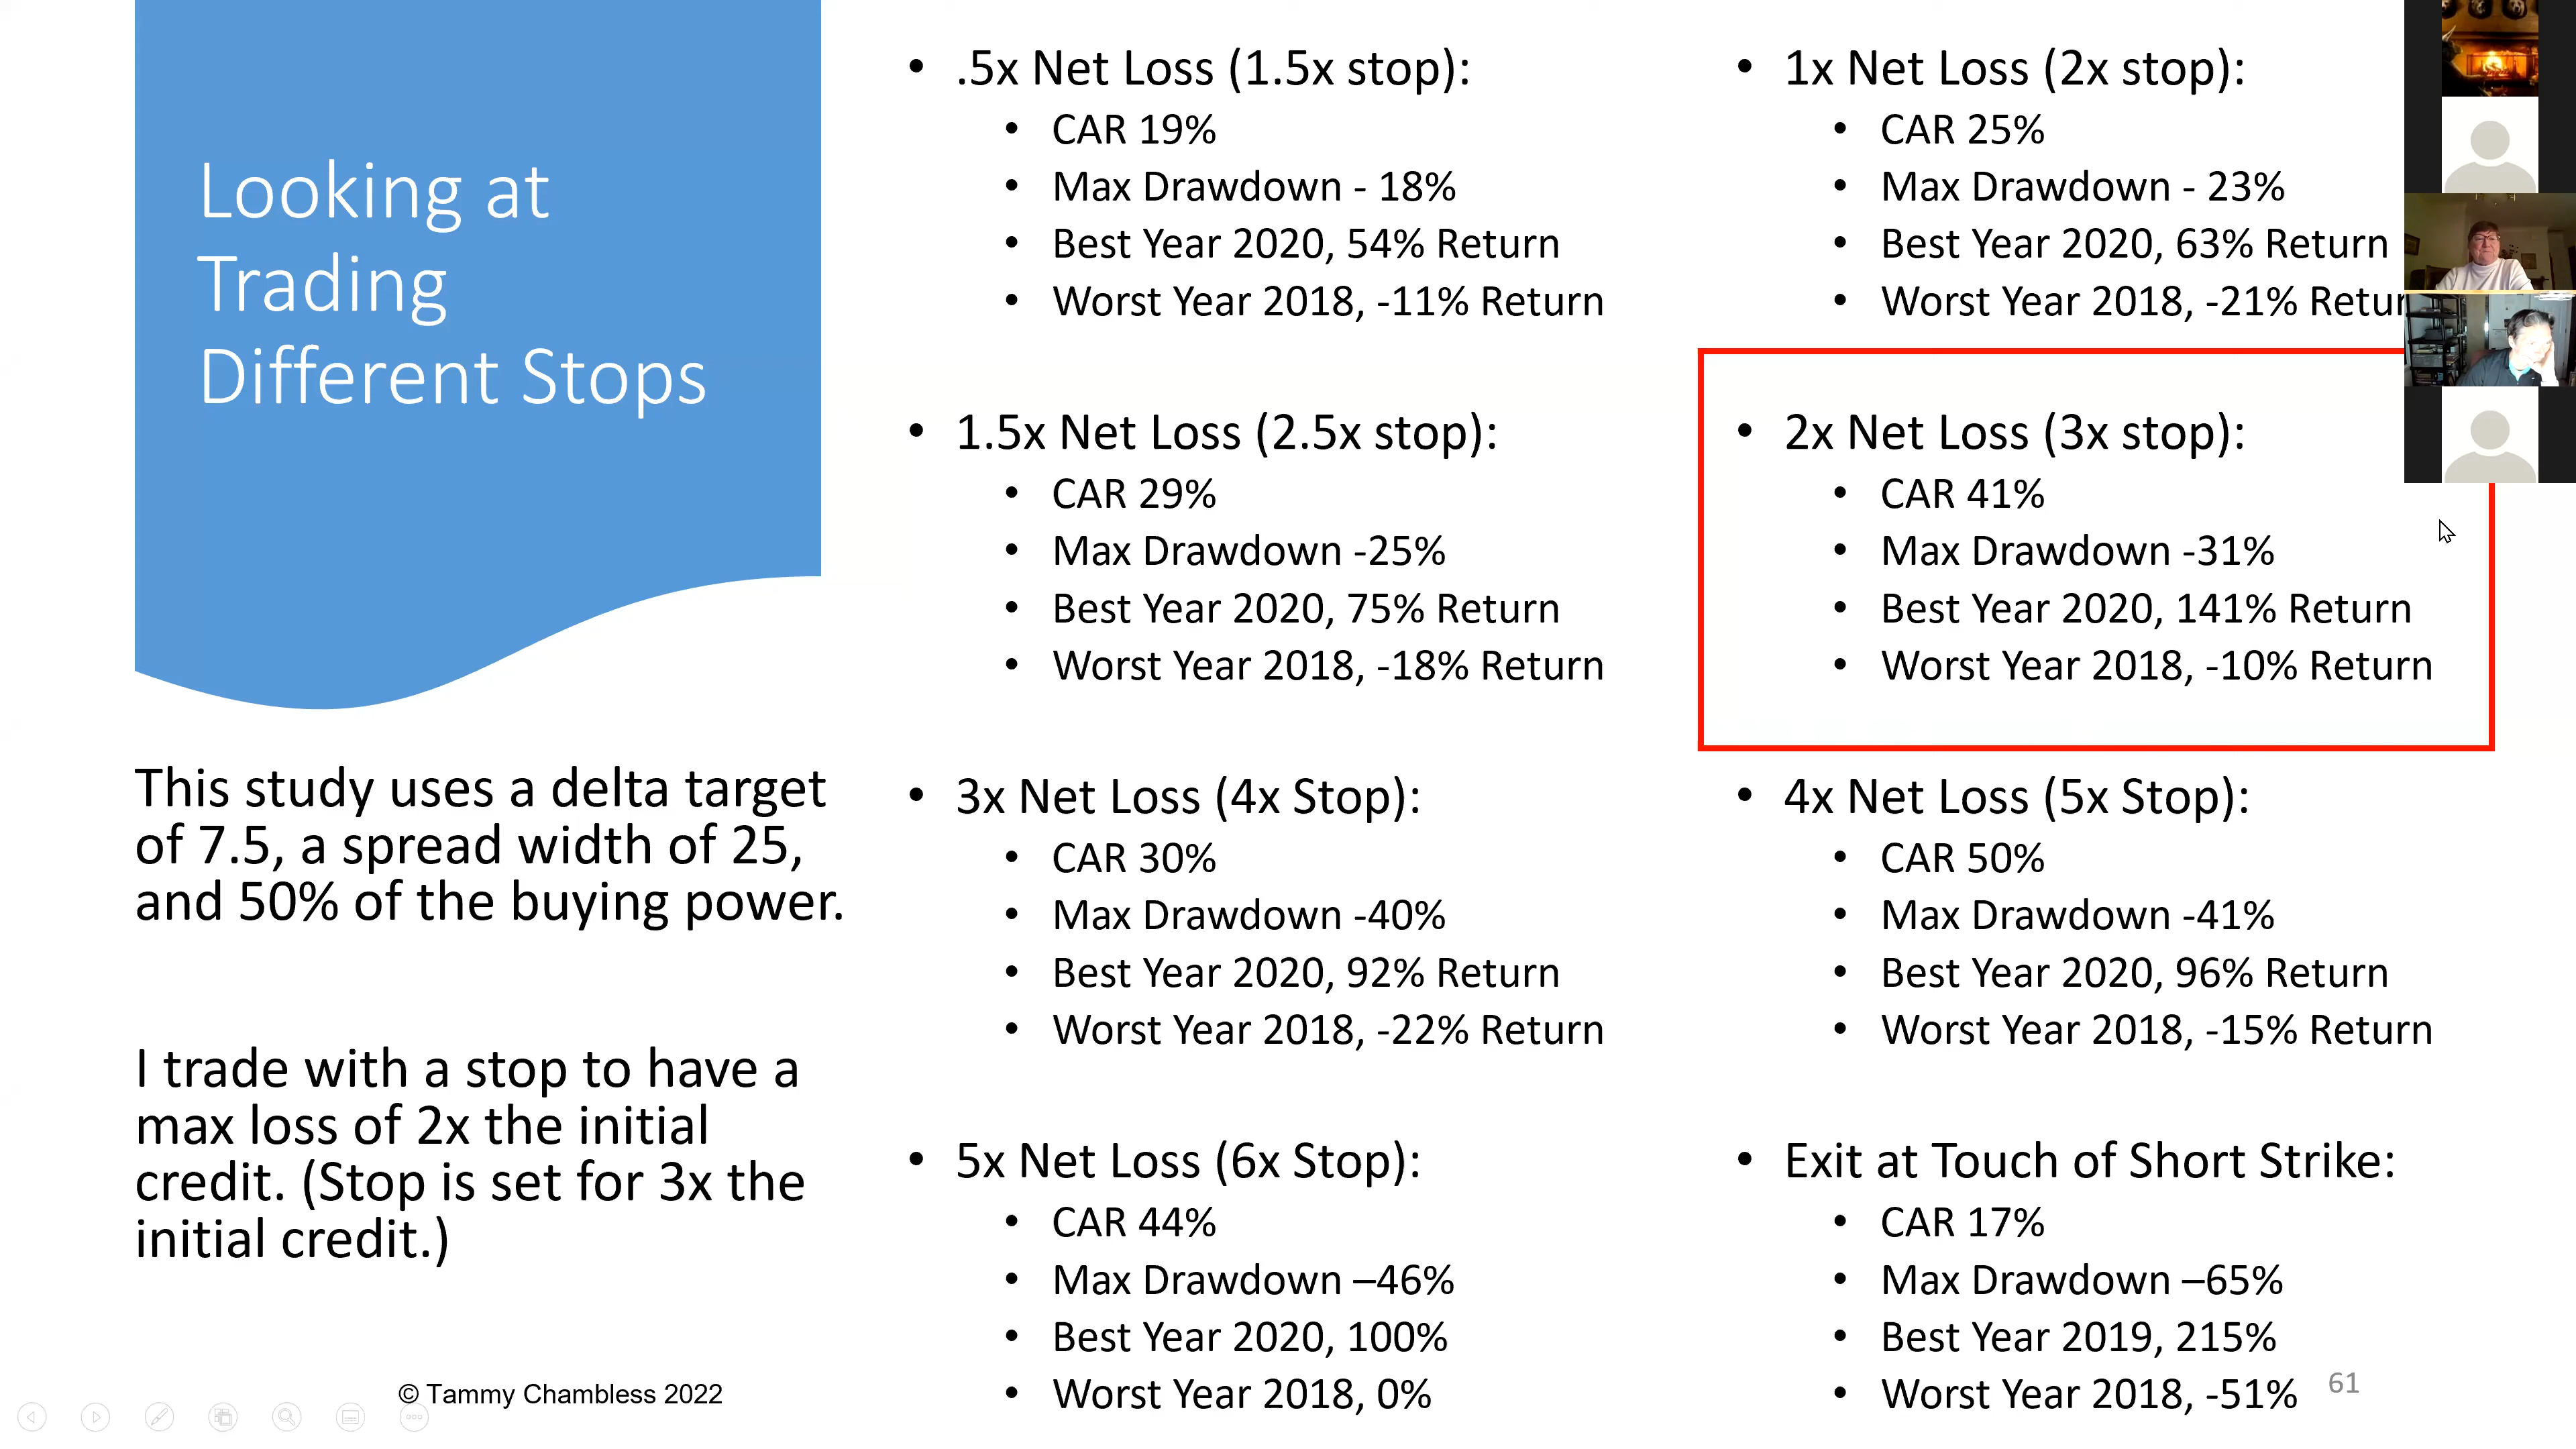 Looking at
Trading
Different Stops
This study uses a delta target
of 7.5, a spread width of 25,
and 50% of the buying power.
I trade with a stop to have a
max loss of 2x the initial
credit. (Stop is set for 3x the
initial credit.)
© Tammy Chambless 2022
• .5x Net Loss (1.5x stop):
• CAR 19%
• Max Drawdown - 18%
• Best Year 2020, 54% Return
• Worst Year 2018, -11% Return
• 1x Net Loss (2x stop):
• CAR 25%
• Max Drawdown - 23%
• Best Year 2020, 63% Return
• Worst Year 2018, -21% Retur
• 1.5x Net Loss (2.5x stop):
• CAR 29%
• Max Drawdown -25%
• Best Year 2020, 75% Return
• Worst Year 2018, -18% Return
• 2x Net Loss (3x stop):
• CAR 41%
• Max Drawdown -31%
• Best Year 2020, 141% Return
• Worst Year 2018, -10% Return
• 3x Net Loss (4x Stop):
• CAR 30%
• Max Drawdown -40%
• Best Year 2020, 92% Return
• Worst Year 2018, -22% Return
• 4x Net Loss (5x Stop):
• CAR 50%
• Max Drawdown -41%
• Best Year 2020, 96% Return
• Worst Year 2018, -15% Return
• 5x Net Loss (6x Stop):
• CAR 44%
• Max Drawdown –46%
• Best Year 2020, 100%
• Worst Year 2018, 0%
• Exit at Touch of Short Strike:
• CAR 17%
• Max Drawdown –65%
• Best Year 2019, 215%
• Worst Year 2018, -51%
61